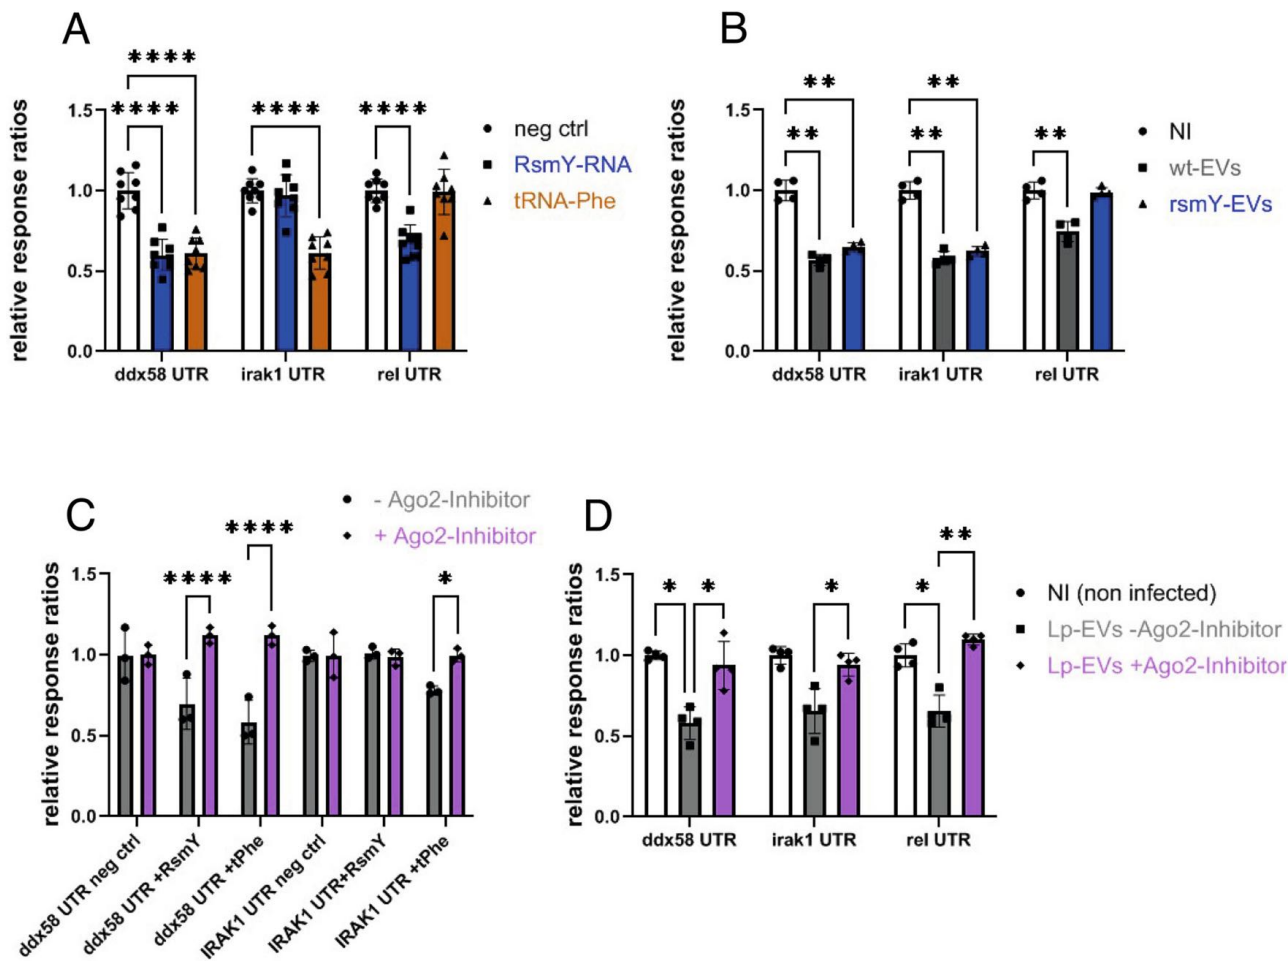 A
****
****
****
****
relative response ratios
1.5
1.0
0.5
0.0
ddx58 UTR
irak1 UTR
rel UTR
neg ctrl
RsmY-RNA
tRNA-Phe
B
**
**
**
**
**
relative response ratios
1.5
1.0
0.5
0.0
ddx58 UTR
irak1 UTR
rel UTR
NI
wt-EVs
rsmY-EVs
C
- Ago2-Inhibitor
+ Ago2-Inhibitor
****
****
*
relative response ratios
1.5
1.0
0.5
0.0
ddx58 UTR neg ctrl
ddx58 UTR +RsmY
ddx58 UTR +tPhe
IRAK1 UTR neg ctrl
IRAK1 UTR+RsmY
IRAK1 UTR +tPhe
D
*
*
*
*
**
relative response ratios
1.5
1.0
0.5
0.0
ddx58 UTR
irak1 UTR
rel UTR
NI (non infected)
Lp-EVs -Ago2-Inhibitor
Lp-EVs +Ago2-Inhibitor